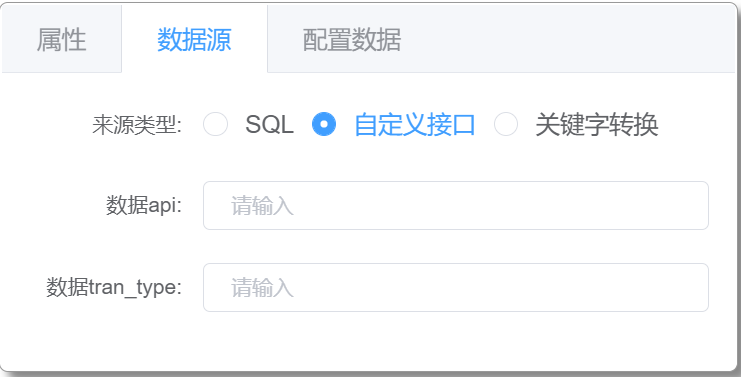 属性 数据源 配置数据
来源类型: SQL 自定义接口 关键字转换
数据api: 请输入
数据tran_type: 请输入